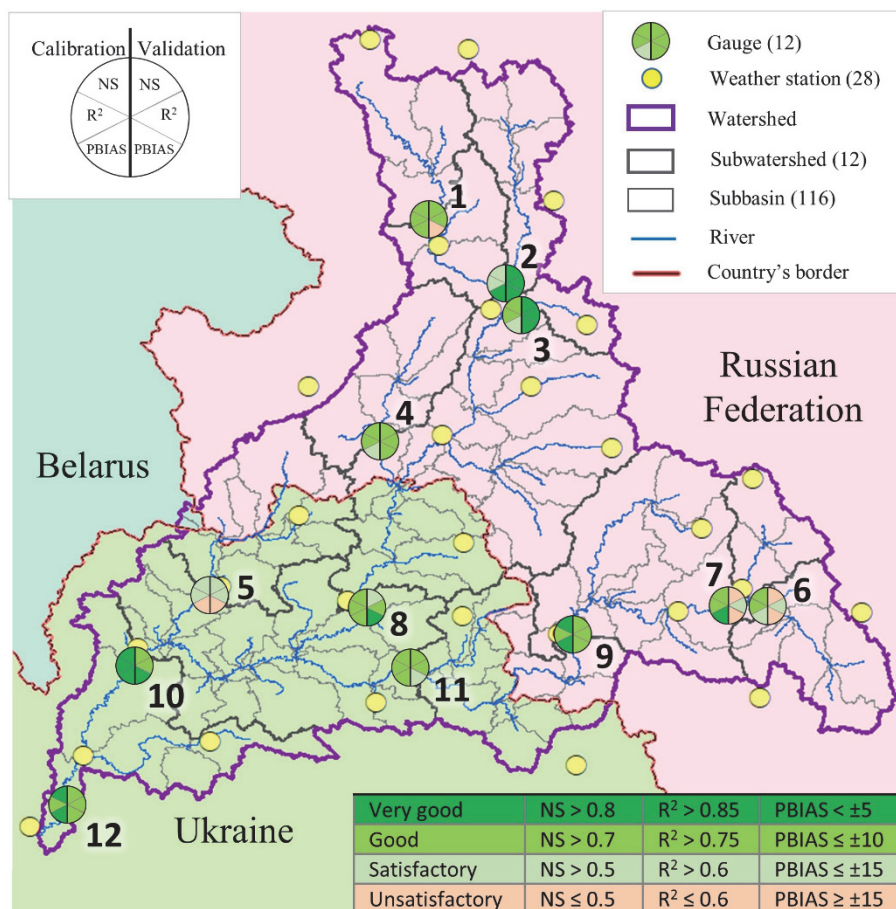 Calibration Validation
NS NS
R² R²
PBIAS PBIAS
Gauge (12)
Weather station (28)
Watershed
Subwatershed (12)
Subbasin (116)
River
Country's border
1
2
3
Russian
Federation
4
Belarus
5
7 6
8
9
10
11
12
Ukraine
Very good NS > 0.8 R² > 0.85 PBIAS < ±5
Good NS > 0.7 R² > 0.75 PBIAS ≤ ±10
Satisfactory NS > 0.5 R² > 0.6 PBIAS ≤ ±15
Unsatisfactory NS ≤ 0.5 R² ≤ 0.6 PBIAS ≥ ±15